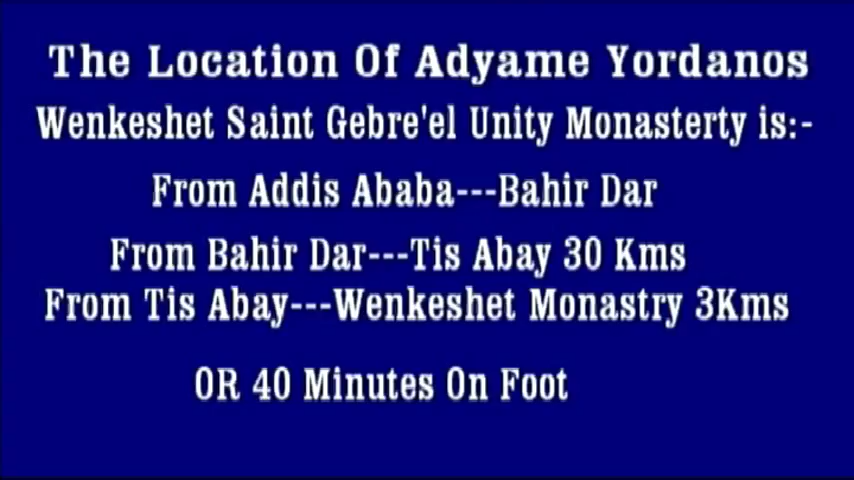 The Location Of Adyame Yordanos
Wenkeshet Saint Gebre'el Unity Monasterty is:-
From Addis Ababa---Bahir Dar
From Bahir Dar---Tis Abay 30 Kms
From Tis Abay---Wenkeshet Monastry 3Kms
OR 40 Minutes On Foot